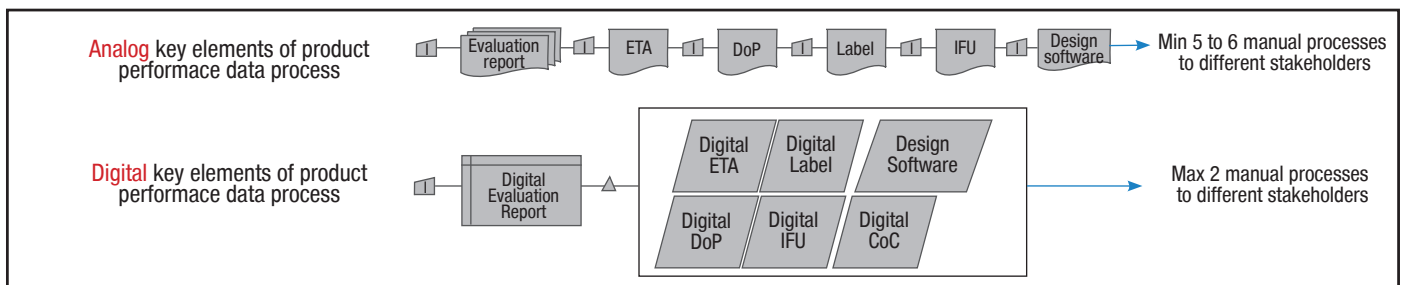 Analog key elements of product
performace data process
I
Evaluation
report
I
ETA
I
DoP
I
Label
I
IFU
I
Design
software
Min 5 to 6 manual processes
to different stakeholders
Digital key elements of product
performace data process
I
Digital
Evaluation
Report
Digital
ETA
Digital
Label
Design
Software
Digital
DoP
Digital
IFU
Digital
CoC
Max 2 manual processes
to different stakeholders